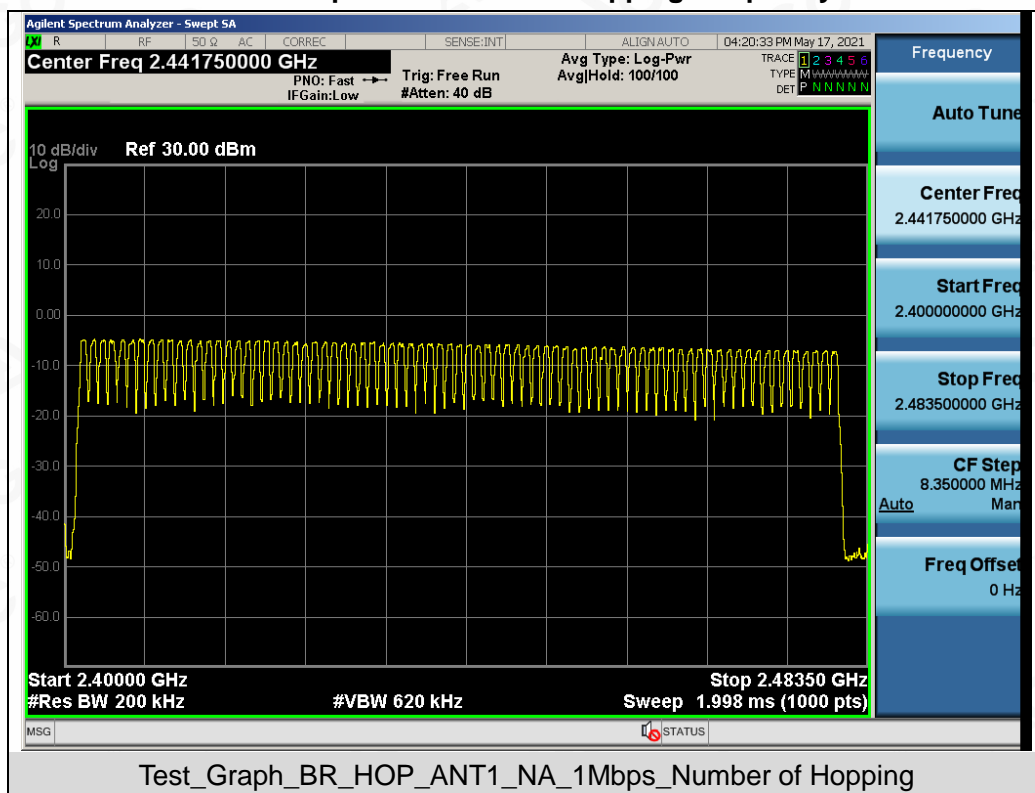 Agilent Spectrum Analyzer - Swept SA
LXI R RF 50 Ω AC CORREC SENSE:INT ALIGN AUTO 04:20:33 PM May 17, 2021
Center Freq 2.441750000 GHz
PNO: Fast
IFGain:Low
Trig: Free Run
#Atten: 40 dB
Avg Type: Log-Pwr
Avg|Hold: 100/100
TRACE 1 2 3 4 5 6
TYPE M
DET P N N N N N
10 dB/div
Log
Ref 30.00 dBm
20.0
10.0
0.00
-10.0
-20.0
-30.0
-40.0
-50.0
-60.0
Start 2.40000 GHz
Stop 2.48350 GHz
#Res BW 200 kHz
#VBW 620 kHz
Sweep 1.998 ms (1000 pts)
MSG
STATUS
Frequency
Auto Tune
Center Freq
2.441750000 GHz
Start Freq
2.400000000 GHz
Stop Freq
2.483500000 GHz
CF Step
8.350000 MHz
Auto Man
Freq Offset
0 Hz
Test_Graph_BR_HOP_ANT1_NA_1Mbps_Number of Hopping